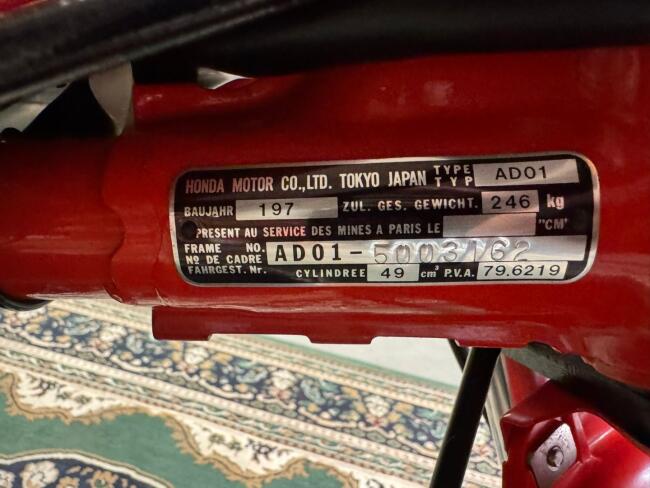 HONDA MOTOR CO.,LTD. TOKYO JAPAN TYPE TYP AD01
BAUJAHR 197 ZUL. GES. GEWICHT. 246 kg
PRESENT AU SERVICE DES MINES A PARIS LE "CM"
FRAME NO. Nº DE CADRE FAHRGEST. Nr. AD01-5003162
CYLINDREE 49 cm³ P.V.A. 79.6219